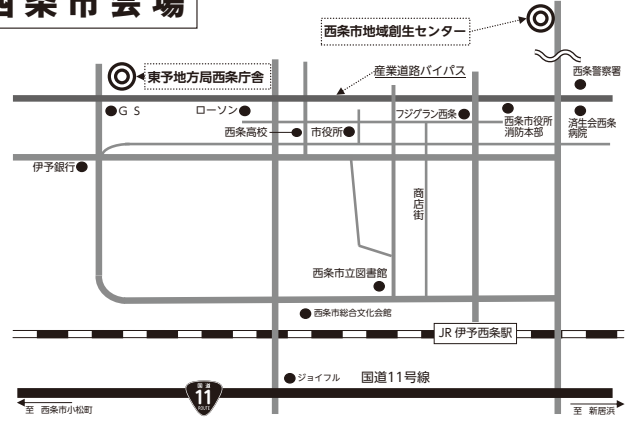 西条市会場
西条市地域創生センター
東予地方局西条庁舎
産業道路バイパス
西条警察署
GS
ローソン
フジグラン西条
西条高校
市役所
西条市役所
消防本部
済生会西条
病院
伊予銀行
商店街
西条市立図書館
西条市総合文化会館
JR伊予西条駅
ジョイフル
国道11号線
国道
11
ROUTE
至 西条市小松町
至 新居浜